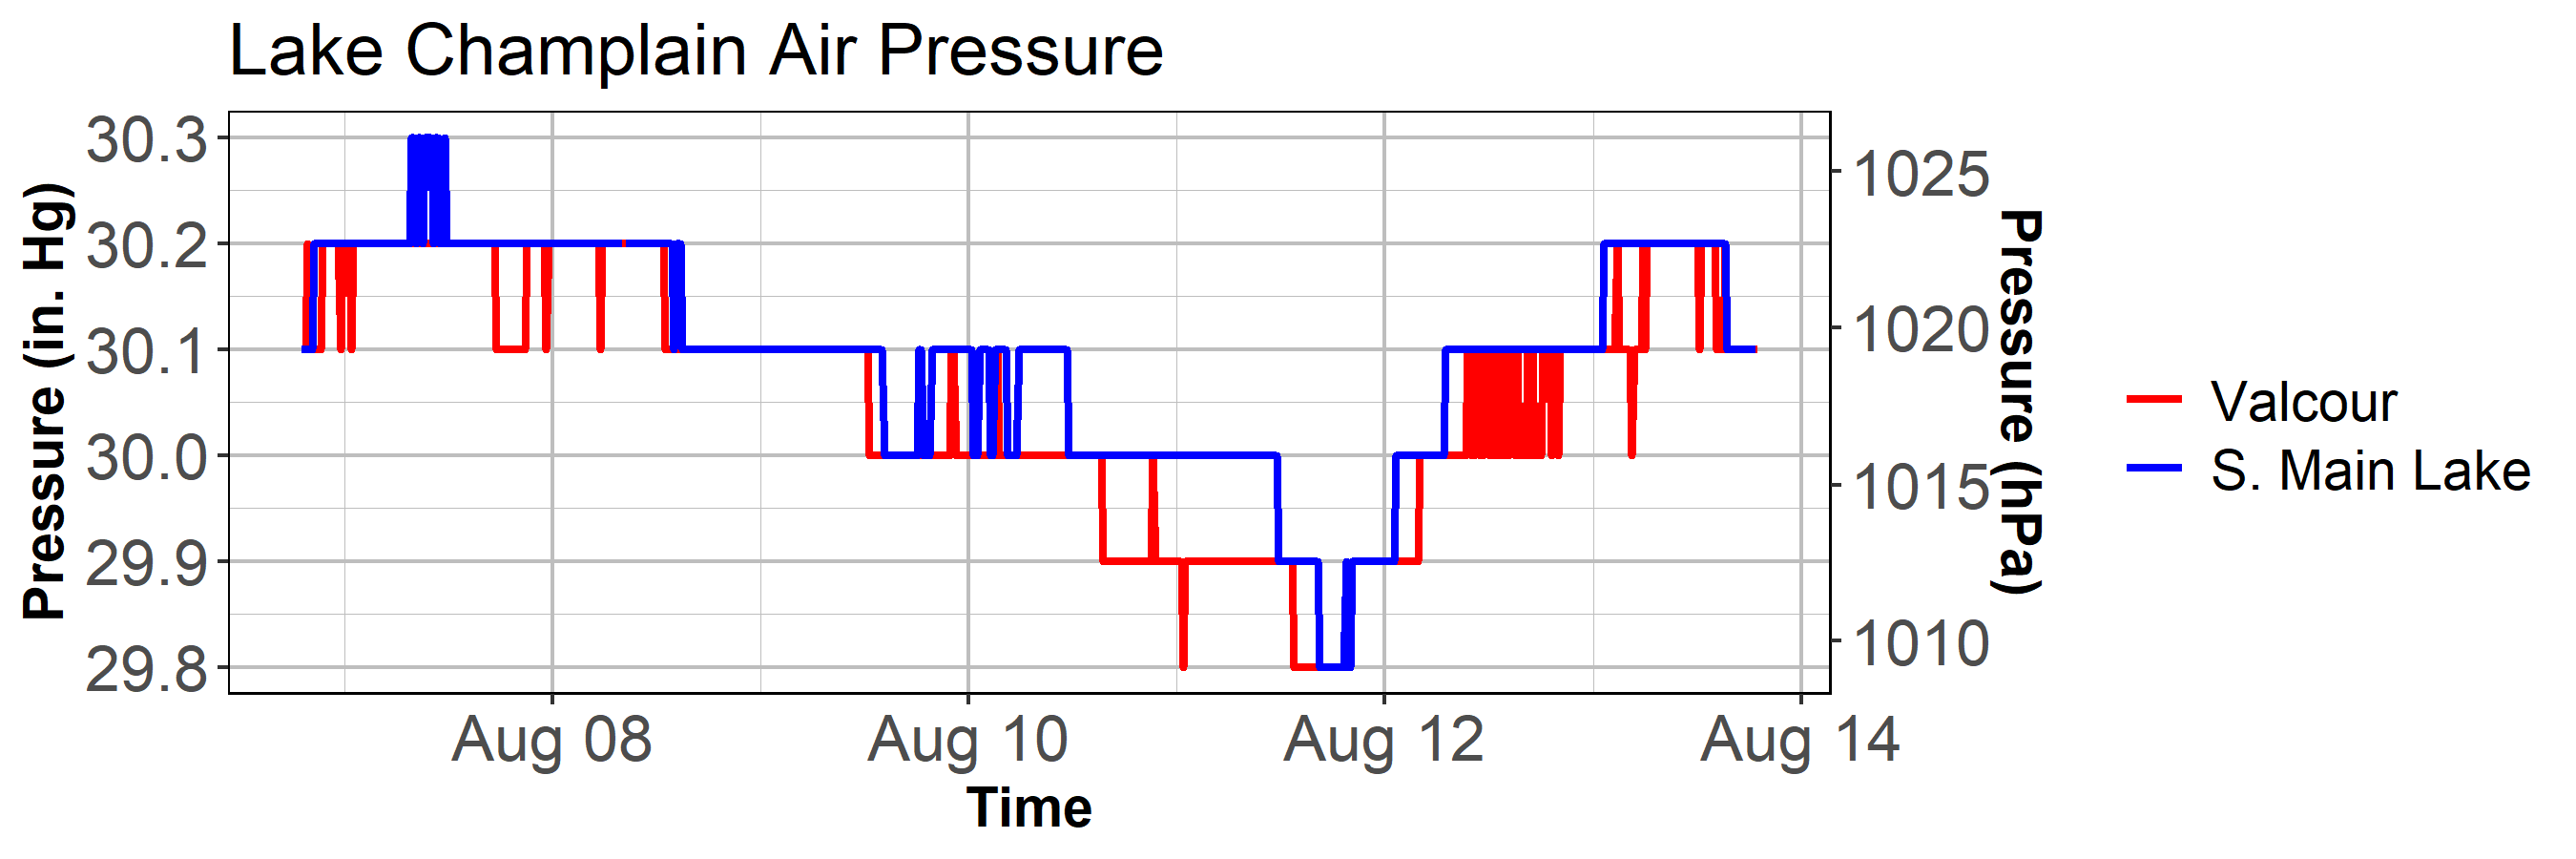 Lake Champlain Air Pressure
Pressure (in. Hg)
30.3
30.2
30.1
30.0
29.9
29.8
1025
1020
1015
1010
Pressure (hPa)
Aug 08
Aug 10
Aug 12
Aug 14
Time
Valcour
S. Main Lake